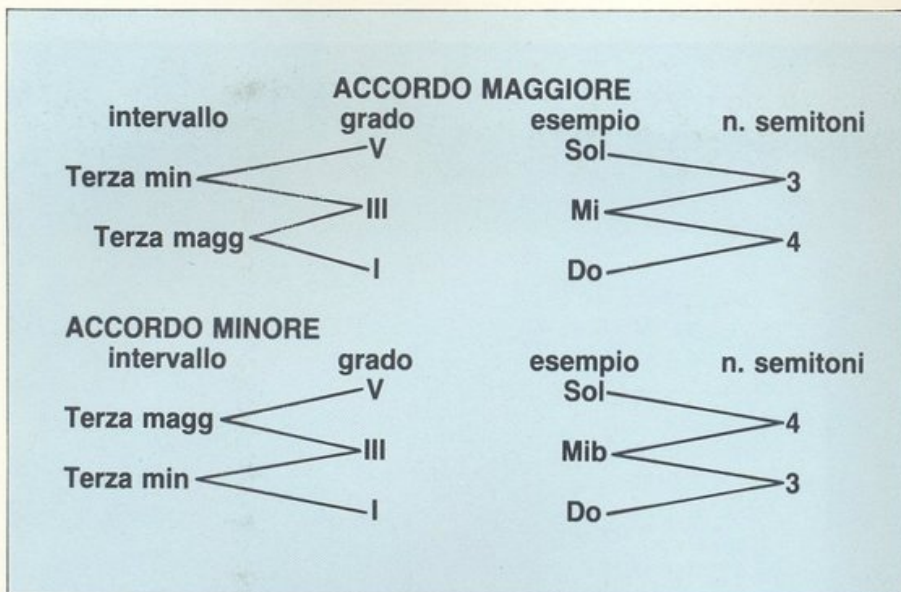 ACCORDO MAGGIORE
intervallo grado esempio n. semitoni
V Sol
Terza min 3
III Mi
Terza magg 4
I Do
ACCORDO MINORE
intervallo grado esempio n. semitoni
V Sol
Terza magg 4
III Mib
Terza min 3
I Do